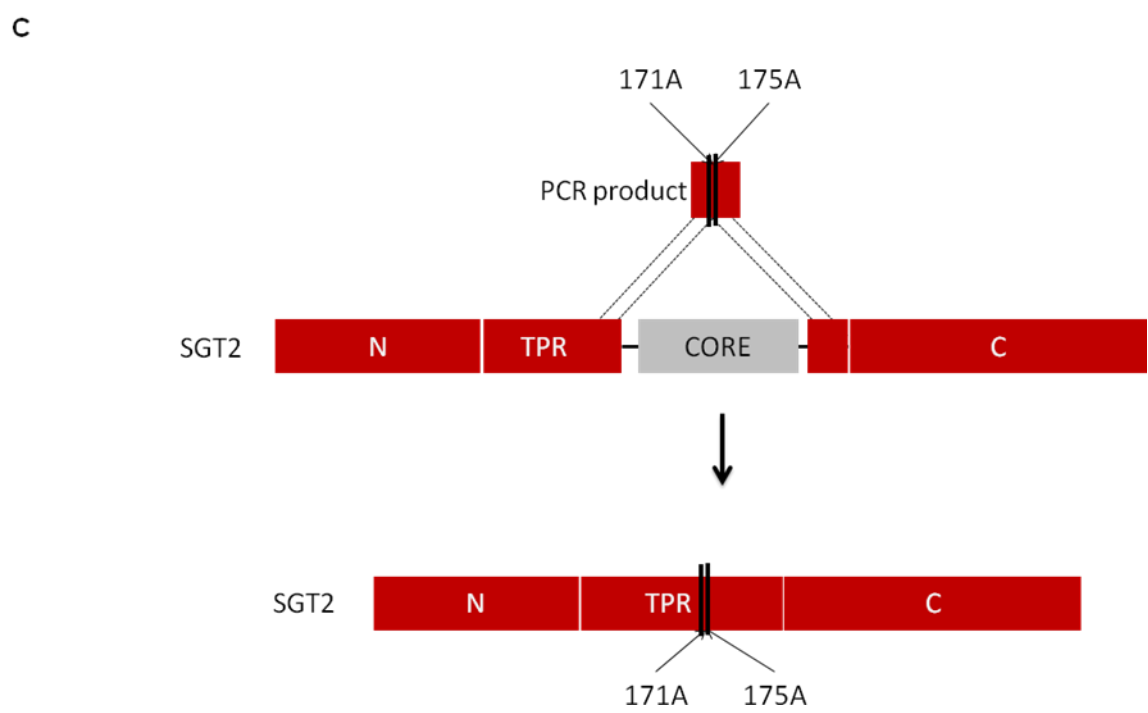 C
171A 175A
PCR product
SGT2 N TPR CORE C
SGT2 N TPR C
171A 175A